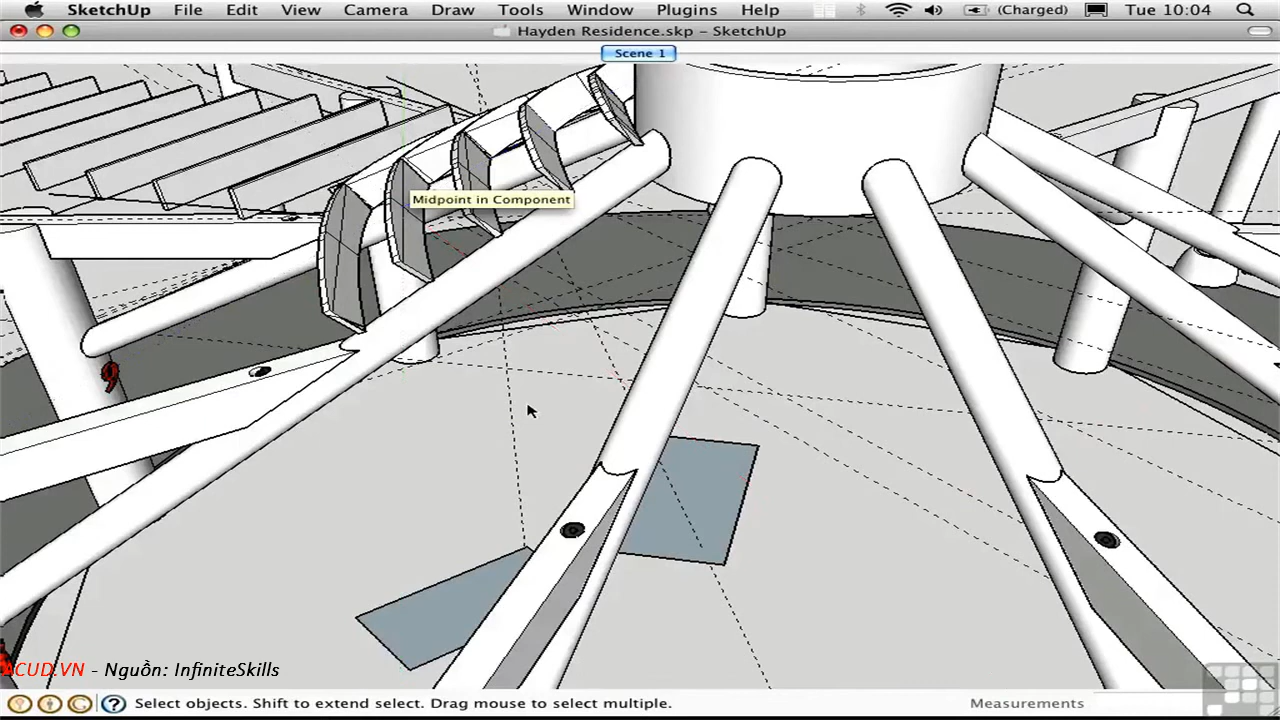 SketchUp File Edit View Camera Draw Tools Window Plugins Help (Charged) Tue 10:04
Hayden Residence.skp – SketchUp
Scene 1
Midpoint in Component
9
ACUD.VN - Nguồn: InfiniteSkills
Select objects. Shift to extend select. Drag mouse to select multiple. Measurements